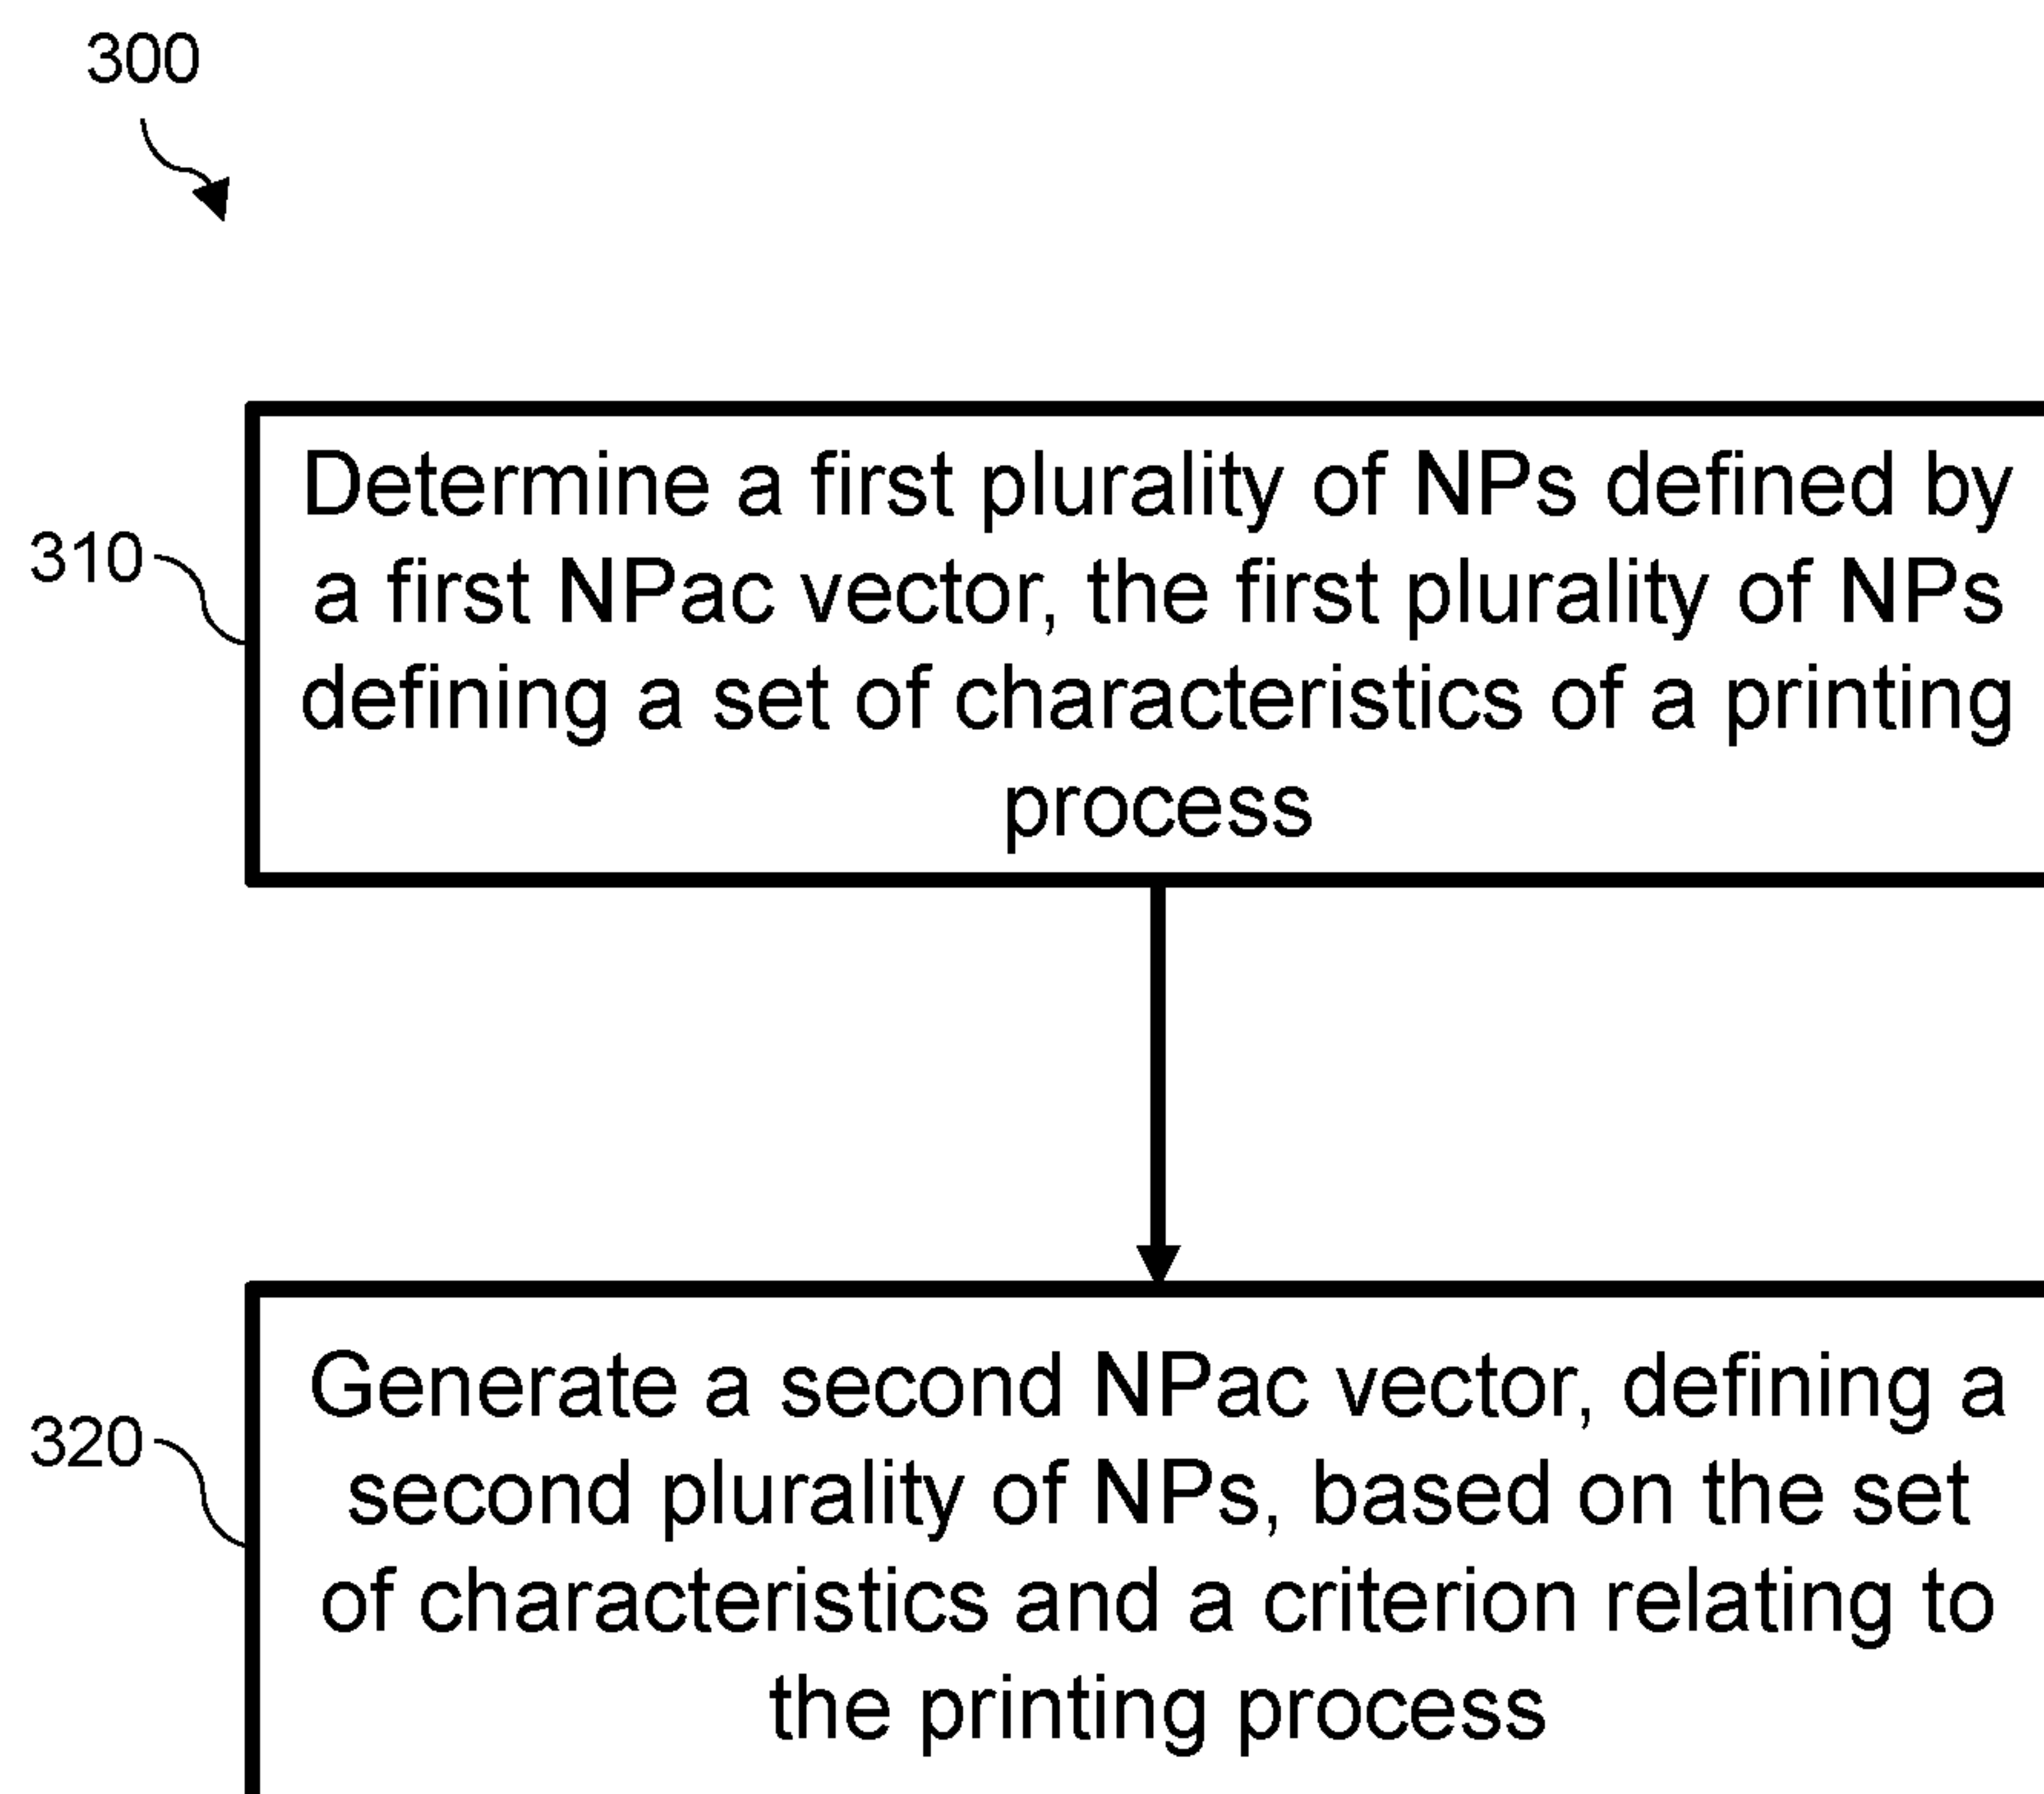 300
310
Determine a first plurality of NPs defined by
a first NPac vector, the first plurality of NPs
defining a set of characteristics of a printing
process
320
Generate a second NPac vector, defining a
second plurality of NPs, based on the set
of characteristics and a criterion relating to
the printing process